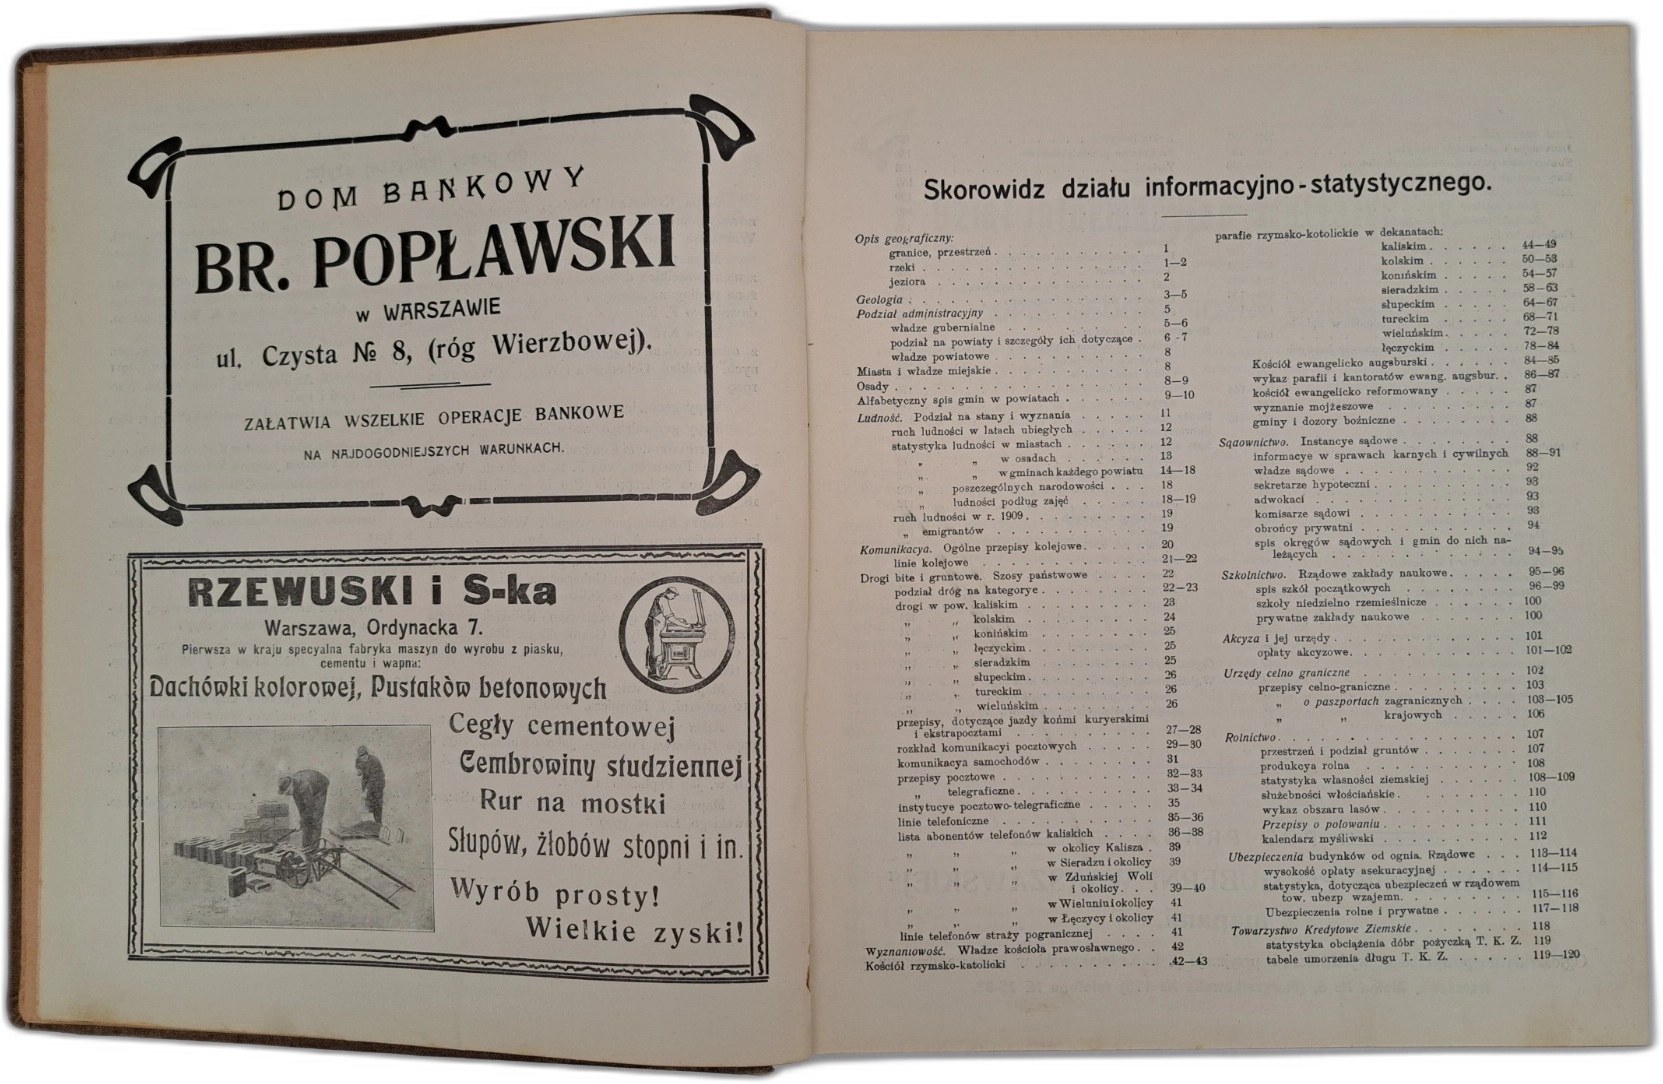 DOM BANKOWY
BR. POPŁAWSKI
w WARSZAWIE
ul. Czysta № 8, (róg Wierzbowej).
ZAŁATWIA WSZELKIE OPERACJE BANKOWE
NA NAJDOGODNIEJSZYCH WARUNKACH.
RZEWUSKI i S-ka
Warszawa, Ordynacka 7.
Pierwsza w kraju specyalna fabryka maszyn do wyrobu z piasku,
cementu i wapna:
Dachówki kolorowej, Pustaków betonowych
Cegły cementowej
Cembrowiny studziennej
Rur na mostki
Słupów, żłobów stopni i in.
Wyrób prosty!
Wielkie zyski!
Skorowidz działu informacyjno-statystycznego.
Opis geograficzny:
granice, przestrzeń . . . . . . . . . . 1
rzeki . . . . . . . . . . 1—2
jeziora . . . . . . . . . . 2
Geologia . . . . . . . . . . 3—5
Podział administracyjny . . . . . . . . 5
władze gubernialne . . . . . . . . 5—6
podział na powiaty i szczegóły ich dotyczące . 6-7
władze powiatowe . . . . . . . . 8
Miasta i władze miejskie . . . . . . . . 8
Osady . . . . . . . . . . 8—9
Alfabetyczny spis gmin w powiatach . . . . . 9—10
Ludność. Podział na stany i wyznania . . . . . 11
ruch ludności w latach ubiegłych . . . . . 12
statystyka ludności w miastach . . . . . 12
„ „ w osadach . . . . . 13
„ „ w gminach każdego powiatu 14—18
„ poszczególnych narodowości . . . 18
„ ludności podług zajęć . . . . . 18—19
ruch ludności w r. 1909 . . . . . . . 19
„ emigrantów . . . . . . . . 19
Komunikacya. Ogólne przepisy kolejowe . . . . 20
linie kolejowe . . . . . . . . 21—22
Drogi bite i gruntowe. Szosy państwowe . . . . 22
podział dróg na kategorye . . . . . . 22—23
drogi w pow. kaliskim . . . . . . . 23
„ „ kolskim . . . . . . . 24
„ „ konińskim . . . . . . . 25
„ „ łęczyckim . . . . . . . 25
„ „ sieradzkim . . . . . . . 25
„ „ słupeckim . . . . . . . 26
„ „ tureckim . . . . . . . 26
„ „ wieluńskim . . . . . . . 26
przepisy, dotyczące jazdy końmi kuryerskimi
i ekstrapocztami . . . . . . . 27—28
rozkład komunikacyi pocztowych . . . . . 29—30
komunikacya samochodów . . . . . . 31
przepisy pocztowe . . . . . . . . 32—33
„ telegraficzne . . . . . . . 33—34
instytucye pocztowo-telegraficzne . . . . . 35
linie telefoniczne . . . . . . . . 35—36
lista abonentów telefonów kaliskich . . . . 36—38
„ „ „ w okolicy Kalisza . 39
„ „ „ w Sieradzu i okolicy 39
„ „ „ w Zduńskiej Woli
i okolicy . . . 39—40
„ „ „ w Wieluniu i okolicy 41
„ „ „ w Łęczycy i okolicy 41
linie telefonów straży pogranicznej . . . . 41
Wyznaniowość. Władze kościoła prawosławnego . . 42
Kościół rzymsko-katolicki . . . . . . . 42—43
parafie rzymsko-kotolickie w dekanatach:
kaliskim . . . . . . 44—49
kolskim . . . . . . 50—53
konińskim . . . . . . 54—57
sieradzkim . . . . . . 58—63
słupeckim . . . . . . 64—67
tureckim . . . . . . 68—71
wieluńskim . . . . . . 72—78
łęczyckim . . . . . . 78—84
Kościół ewangelicko augsburski . . . . . . 84—85
wykaz parafii i kantoratów ewang. augsbur. . 86—87
kościół ewangelicko reformowany . . . . . 87
wyznanie mojżeszowe . . . . . . . 87
gminy i dozory bożniczne . . . . . . . 88
Sądownictwo. Instancye sądowe . . . . . . 88
informacye w sprawach karnych i cywilnych 88—91
władze sądowe . . . . . . . . 92
sekretarze hypoteczni . . . . . . . 93
adwokaci . . . . . . . . 93
komisarze sądowi . . . . . . . . 93
obrońcy prywatni . . . . . . . . 94
spis okręgów sądowych i gmin do nich na-
leżących . . . . . . . . 94—95
Szkolnictwo. Rządowe zakłady naukowe . . . . 95—96
spis szkół początkowych . . . . . . 96—99
szkoły niedzielno rzemieślnicze . . . . . 100
prywatne zakłady naukowe . . . . . . 100
Akcyza i jej urzędy . . . . . . . . 101
opłaty akcyzowe . . . . . . . . 101—102
Urzędy celno graniczne . . . . . . . . 102
przepisy celno-graniczne . . . . . . . 103
„ o paszportach zagranicznych . . . . 103—105
„ „ krajowych . . . . . 106
Rolnictwo . . . . . . . . . . 107
przestrzeń i podział gruntów . . . . . . 107
produkcya rolna . . . . . . . . 108
statystyka własności ziemskiej . . . . . 108—109
służebności włościańskie . . . . . . . 110
wykaz obszaru lasów . . . . . . . . 110
Przepisy o polowaniu . . . . . . . . 111
kalendarz myśliwski . . . . . . . . 112
Ubezpieczenia budynków od ognia. Rządowe . . . 113—114
wysokość opłaty asekuracyjnej . . . . . 114—115
statystyka, dotycząca ubezpieczeń w rządowem
tow. ubezp wzajemn. . . . . . . . 115—116
Ubezpieczenia rolne i prywatne . . . . . . 117—118
Towarzystwo Kredytowe Ziemskie . . . . . . 118
statystyka obciążenia dóbr pożyczką T. K. Z. 119
tabele umorzenia długu T. K. Z. . . . . . 119—120